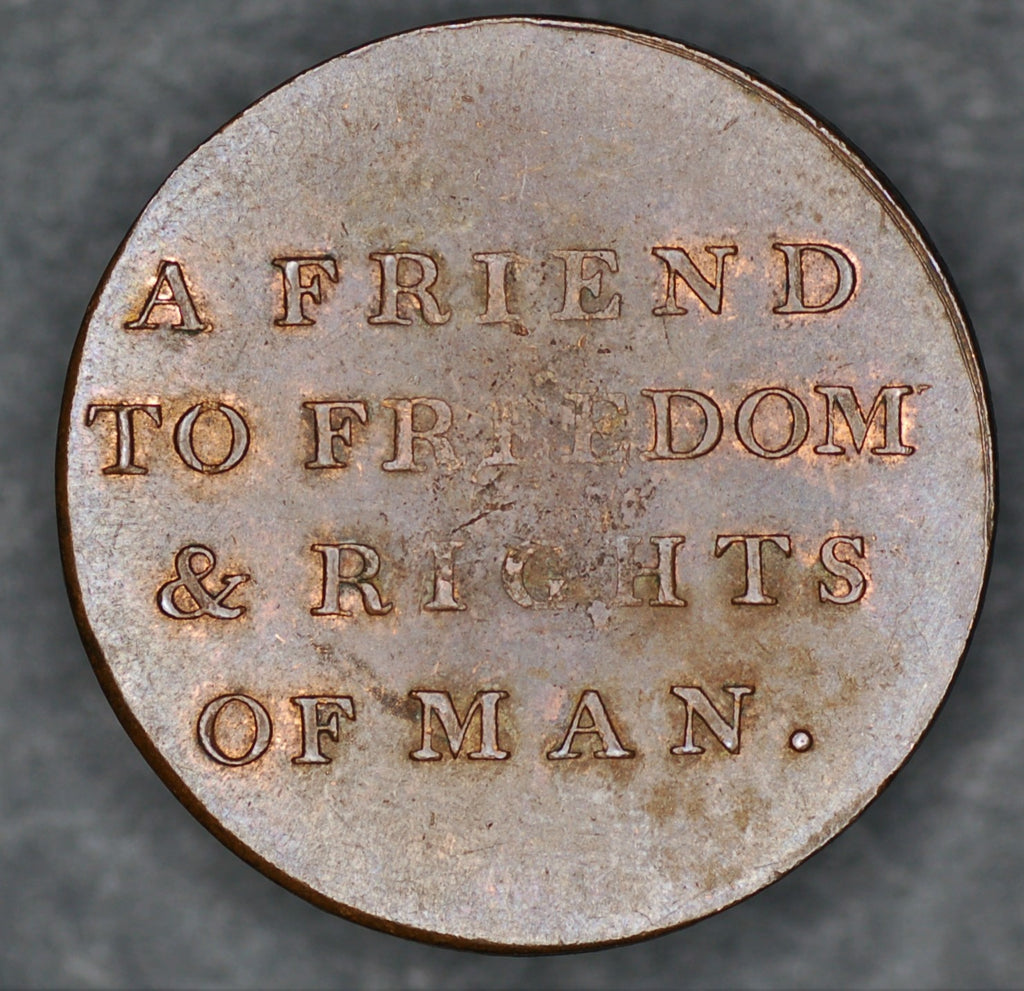 A FRIEND
TO FREEDOM
& RIGHTS
OF MAN.